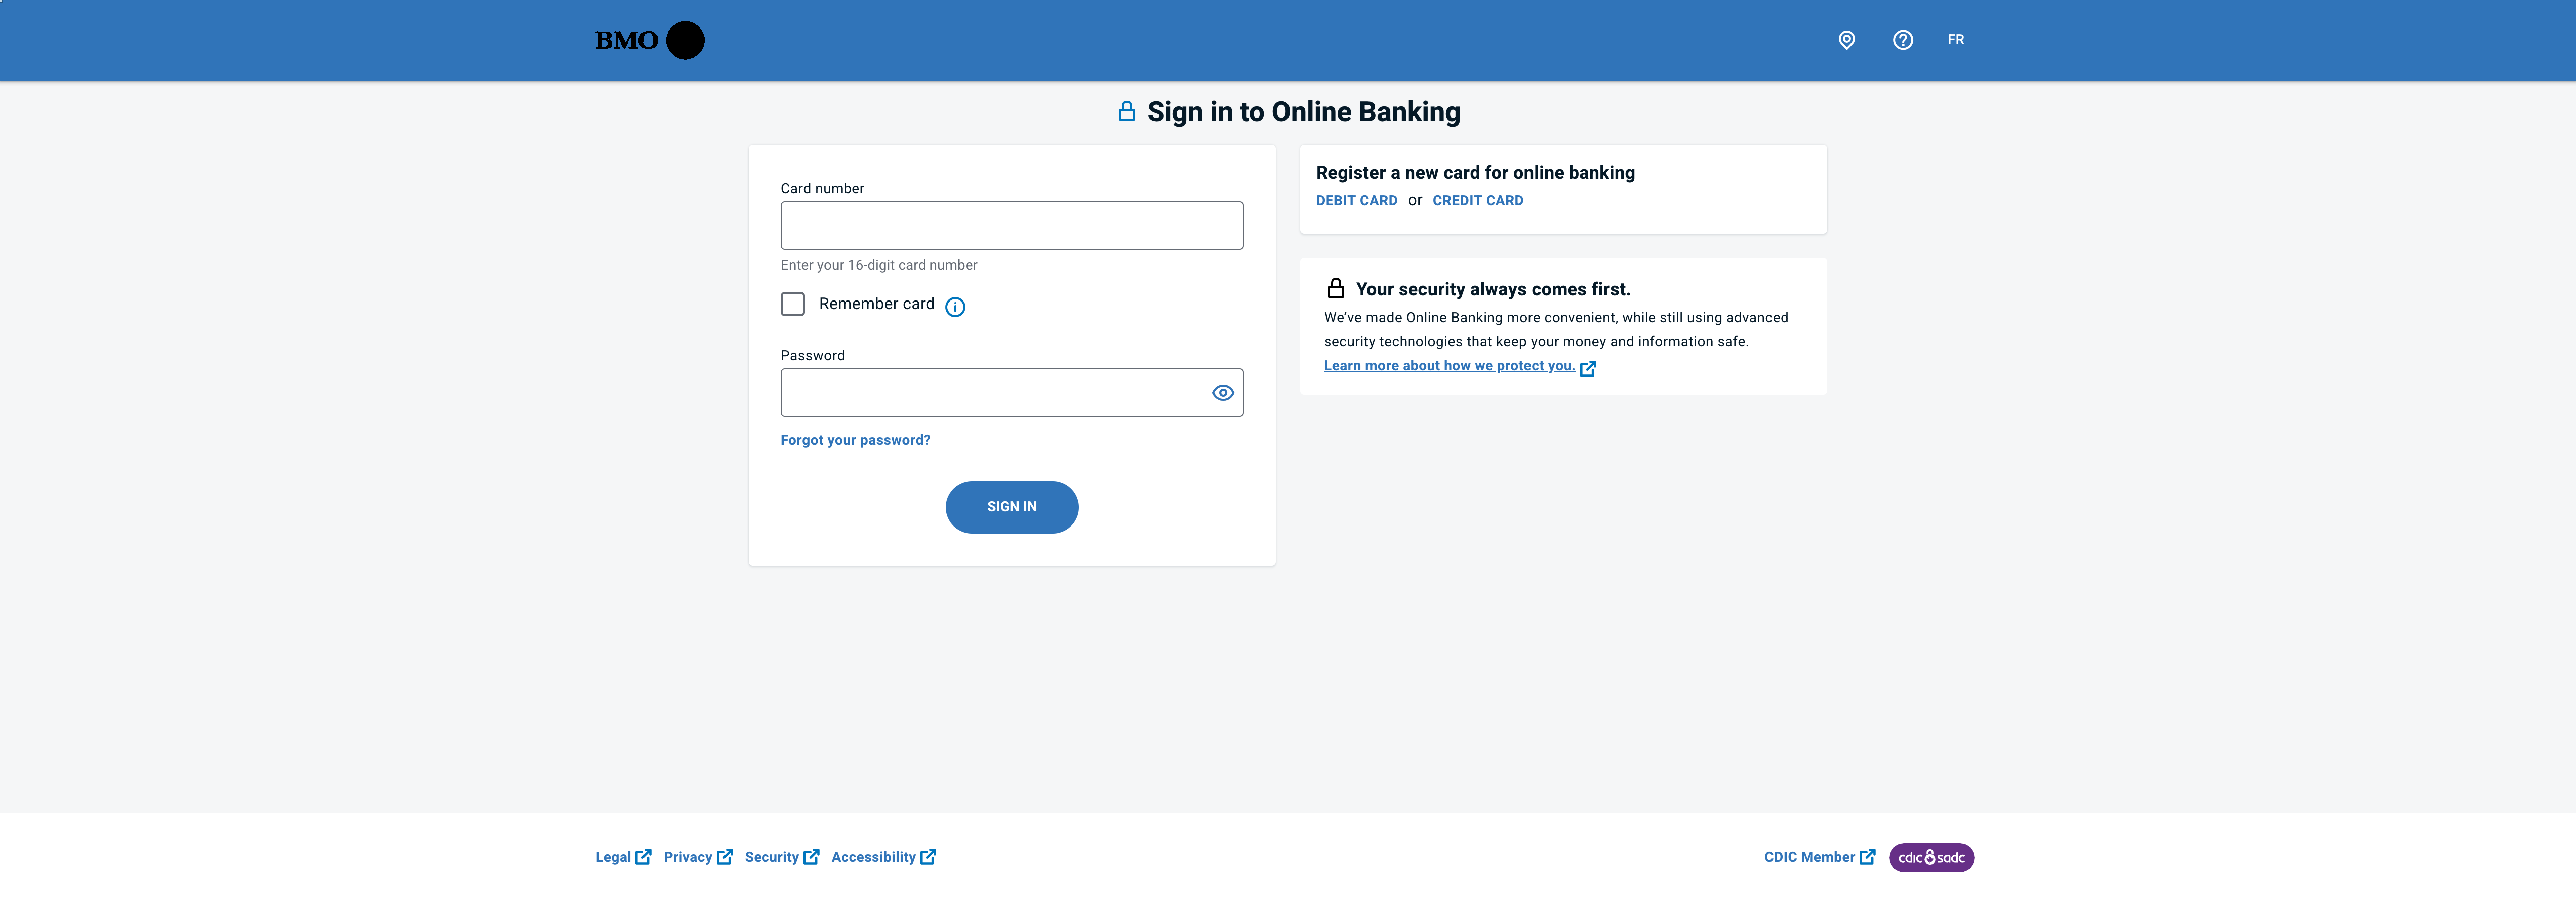 BMO
FR
Sign in to Online Banking
Card number
Enter your 16-digit card number
Remember card
Password
Forgot your password?
SIGN IN
Register a new card for online banking
DEBIT CARD or CREDIT CARD
Your security always comes first.
We’ve made Online Banking more convenient, while still using advanced
security technologies that keep your money and information safe.
Learn more about how we protect you.
Legal Privacy Security Accessibility
CDIC Member cdic sadc